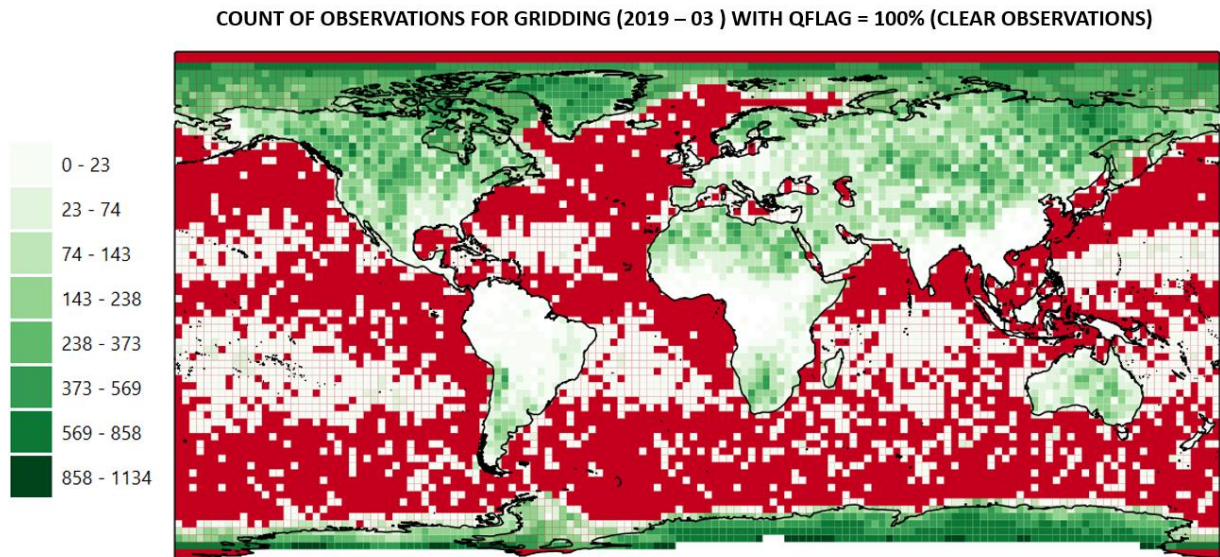 COUNT OF OBSERVATIONS FOR GRIDDING (2019 – 03 ) WITH QFLAG = 100% (CLEAR OBSERVATIONS)
0 - 23
23 - 74
74 - 143
143 - 238
238 - 373
373 - 569
569 - 858
858 - 1134